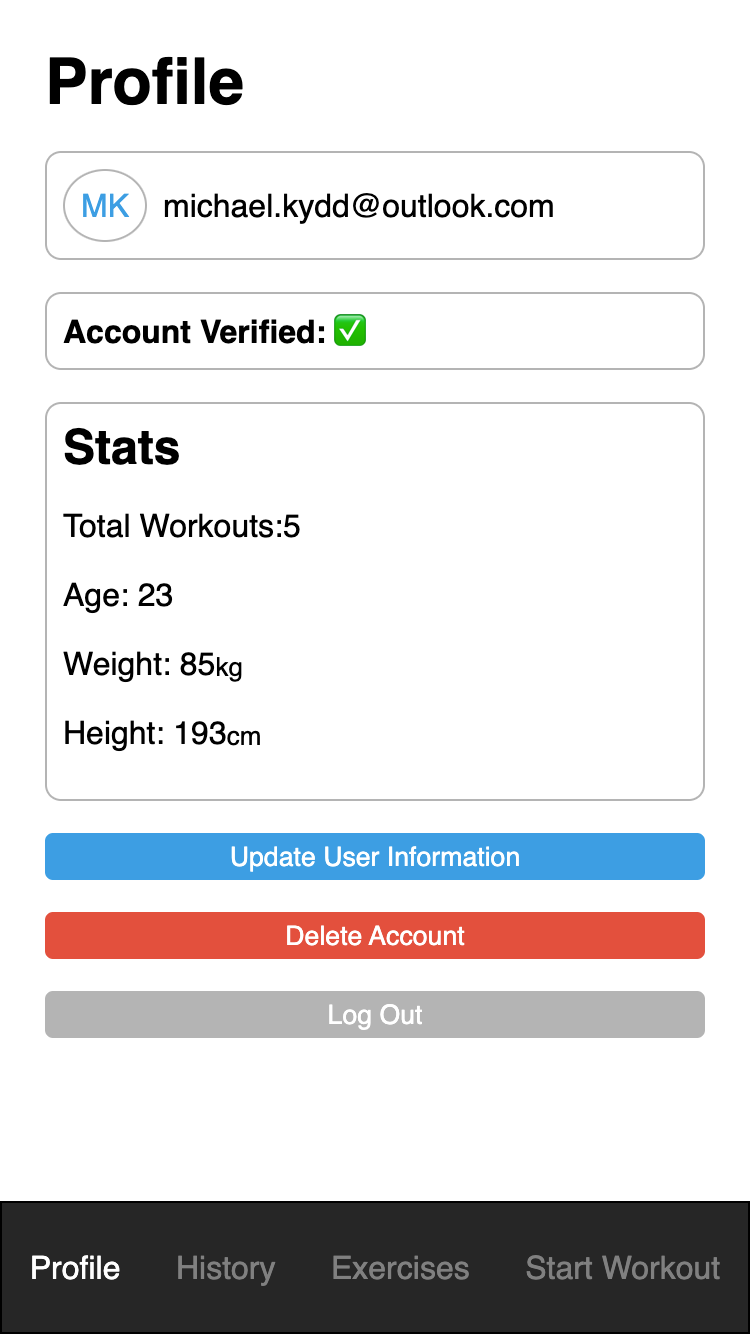 Profile
MK michael.kydd@outlook.com
Account Verified: ✅
Stats
Total Workouts:5
Age: 23
Weight: 85kg
Height: 193cm
Update User Information
Delete Account
Log Out
Profile History Exercises Start Workout